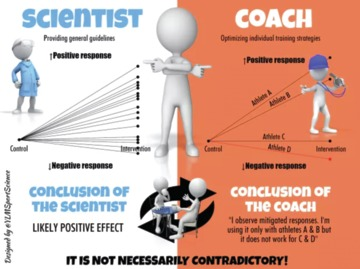 SCIENTIST
Providing general guidelines
↑Positive response
Control
Intervention
↓Negative response
CONCLUSION OF
THE SCIENTIST
LIKELY POSITIVE EFFECT
COACH
Optimizing individual training strategies
↑Positive response
Athlete A
Athlete B
Athlete C
Athlete D
Control
Intervention
↓Negative response
CONCLUSION OF
THE COACH
"I observe mitigated responses. I'm
using it only with athletes A & B but
it does not work for C & D"
IT IS NOT NECESSARILY CONTRADICTORY!
Designed by @YLMSportScience